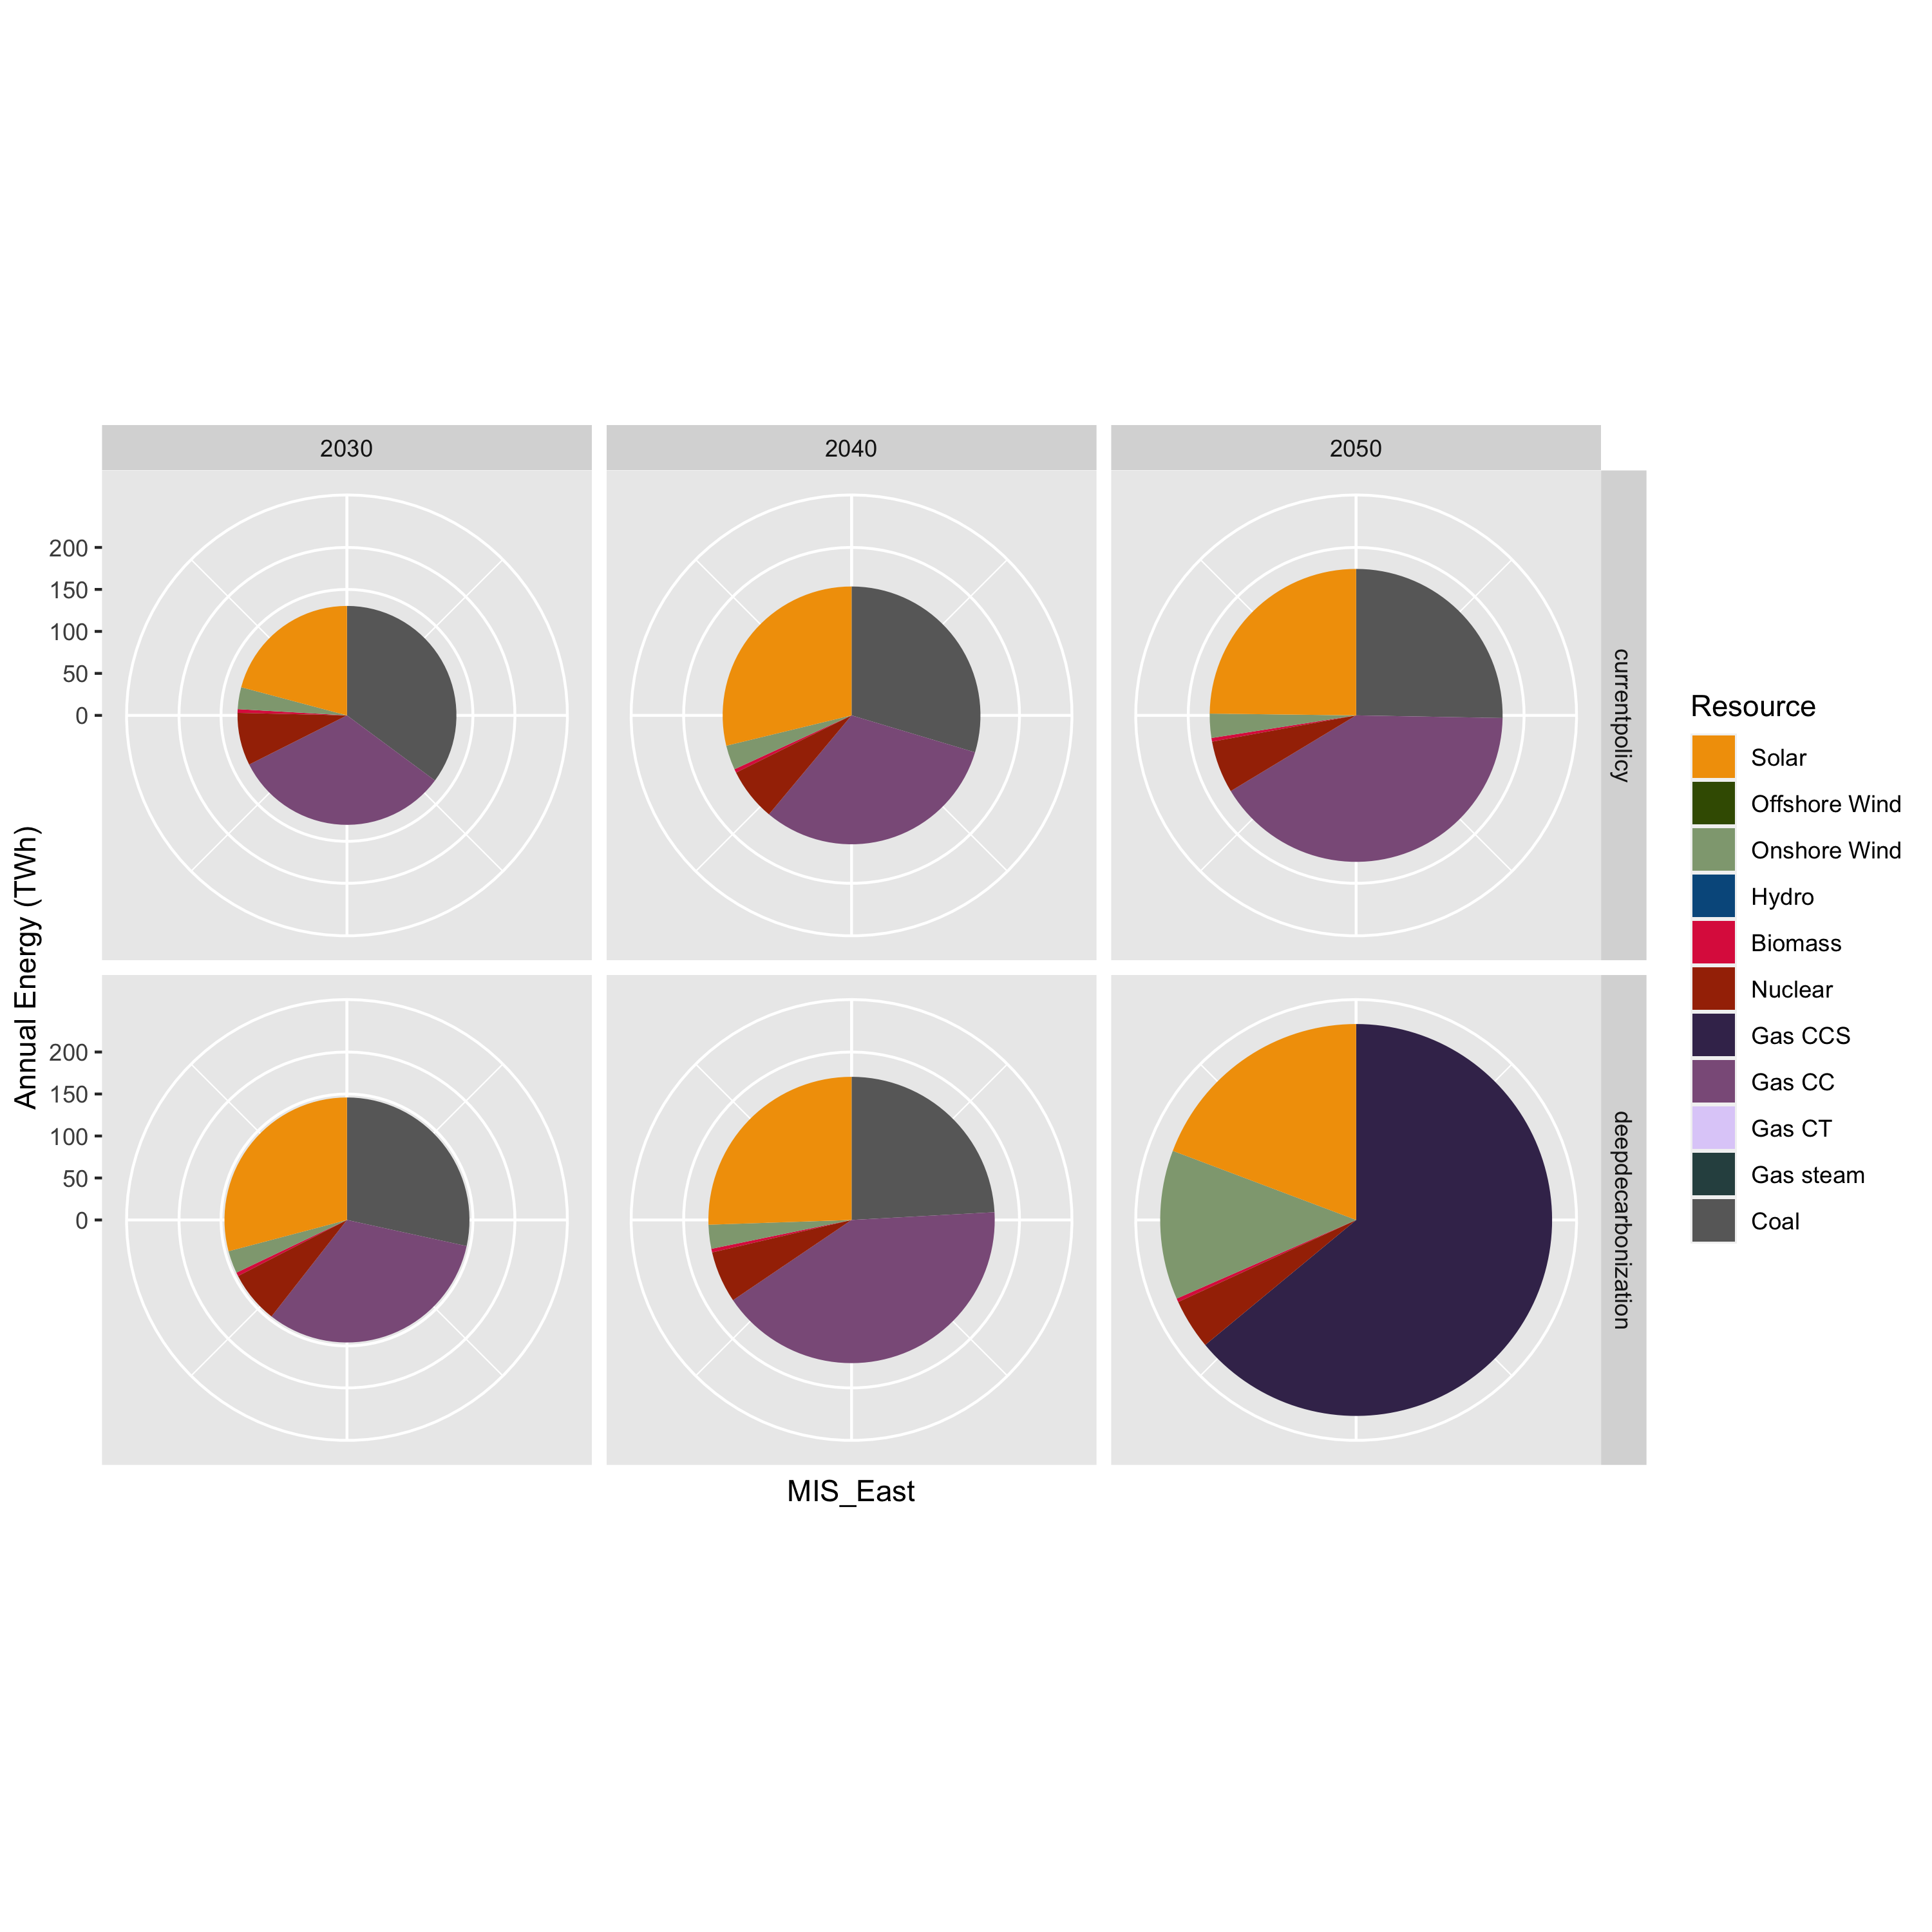 2030
2040
2050
200
150
100
50
0
currentpolicy
200
150
100
50
0
deepdecarbonization
Annual Energy (TWh)
MIS_East
Resource
Solar
Offshore Wind
Onshore Wind
Hydro
Biomass
Nuclear
Gas CCS
Gas CC
Gas CT
Gas steam
Coal